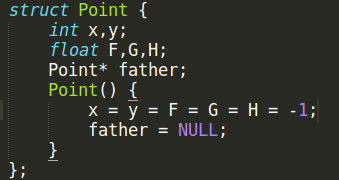 struct Point {
    int x,y;
    float F,G,H;
    Point* father;
    Point() {
        x = y = F = G = H = -1;
        father = NULL;
    }
};